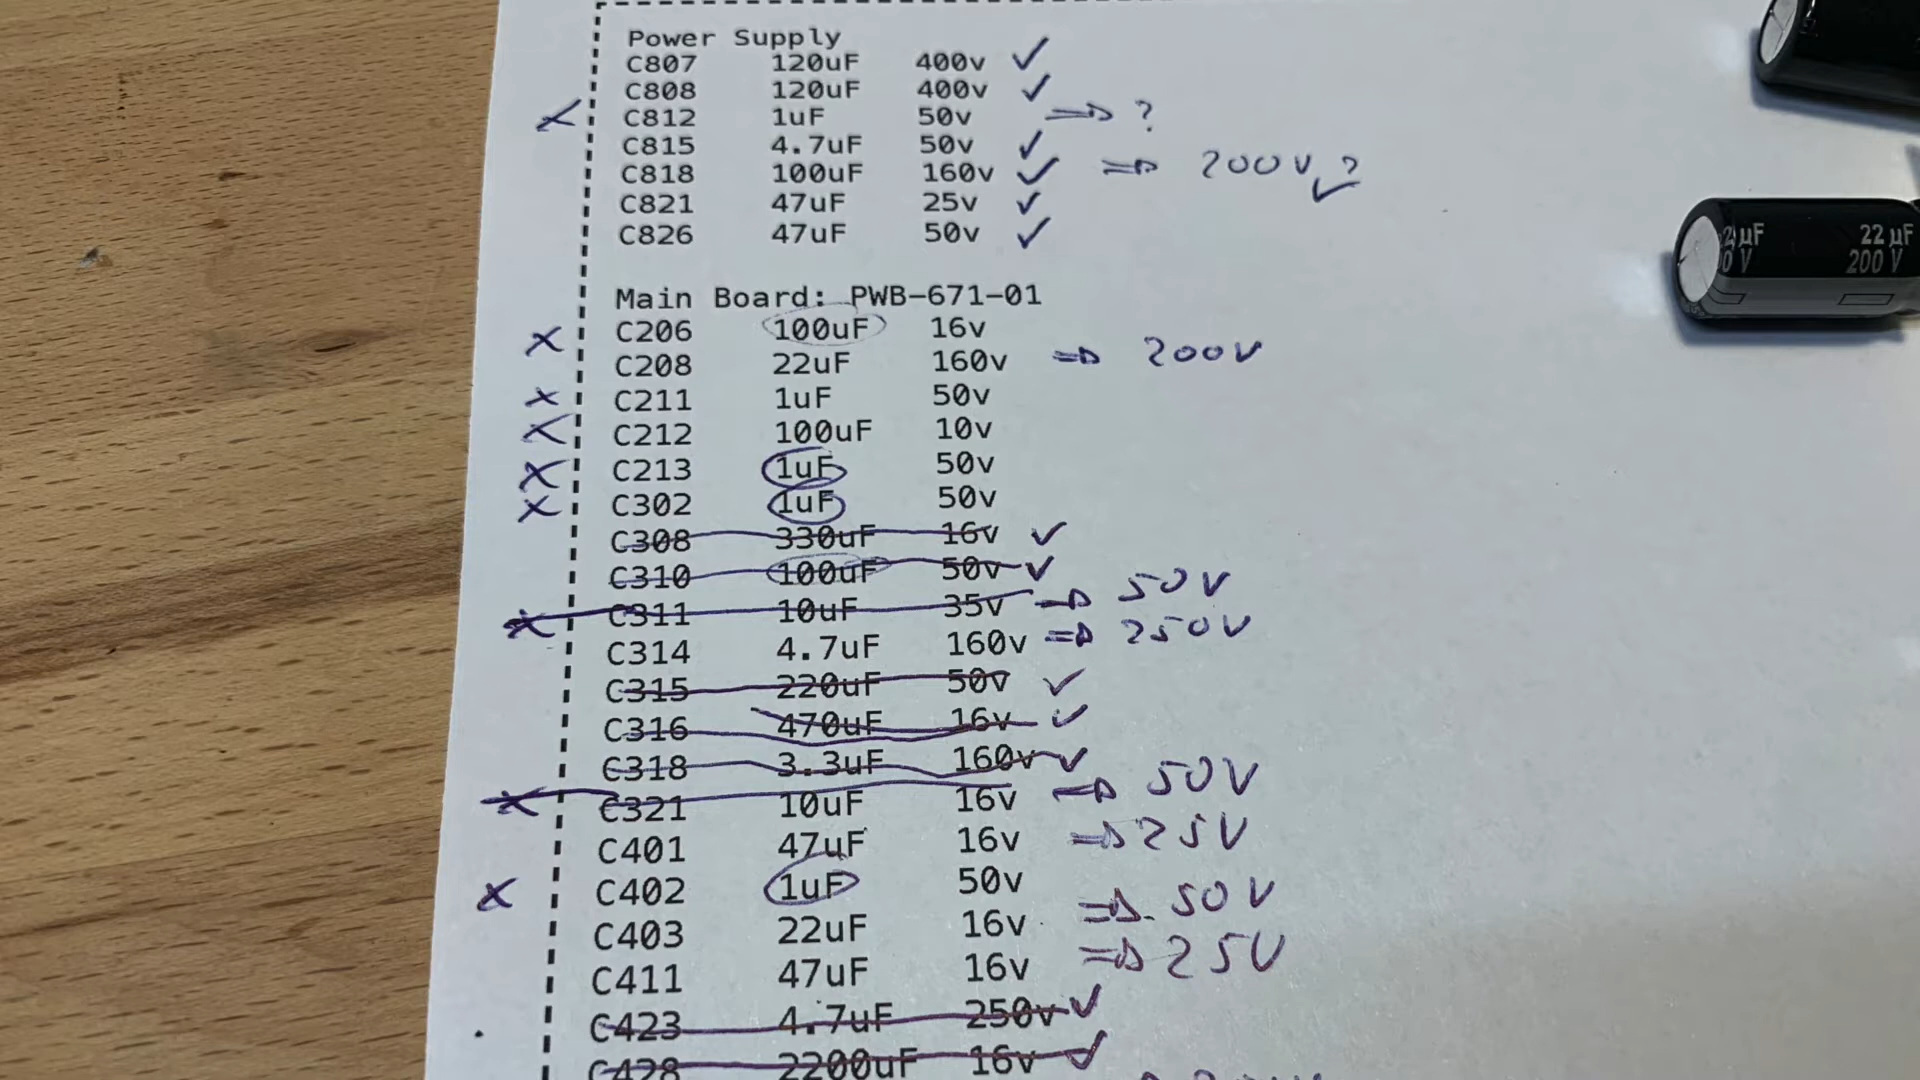 Power Supply
C807 120uF 400v ✓
C808 120uF 400v ✓
x C812 1uF 50v ⇒ ?
C815 4.7uF 50v ✓
C818 100uF 160v ✓ ⇒ 200V? ✓
C821 47uF 25v ✓
C826 47uF 50v ✓
Main Board: PWB-671-01
C206 100uF 16v
x C208 22uF 160v ⇒ 200V
x C211 1uF 50v
x C212 100uF 10v
x C213 1uF 50v
x C302 1uF 50v
C308 330uF 16v ✓
C310 100uF 50v ✓
x C311 10uF 35v ⇒ 50V
C314 4.7uF 160v ⇒ 250V
C315 220uF 50v ✓
C316 470uF 16v ✓
C318 3.3uF 160v ✓
x C321 10uF 16v ⇒ 50V
C401 47uF 16v ⇒ 25V
x C402 1uF 50v
C403 22uF 16v ⇒ 50V
C411 47uF 16v ⇒ 25V
C423 4.7uF 250v ✓
C428 2200uF 16v ✓
22 µF
200 V